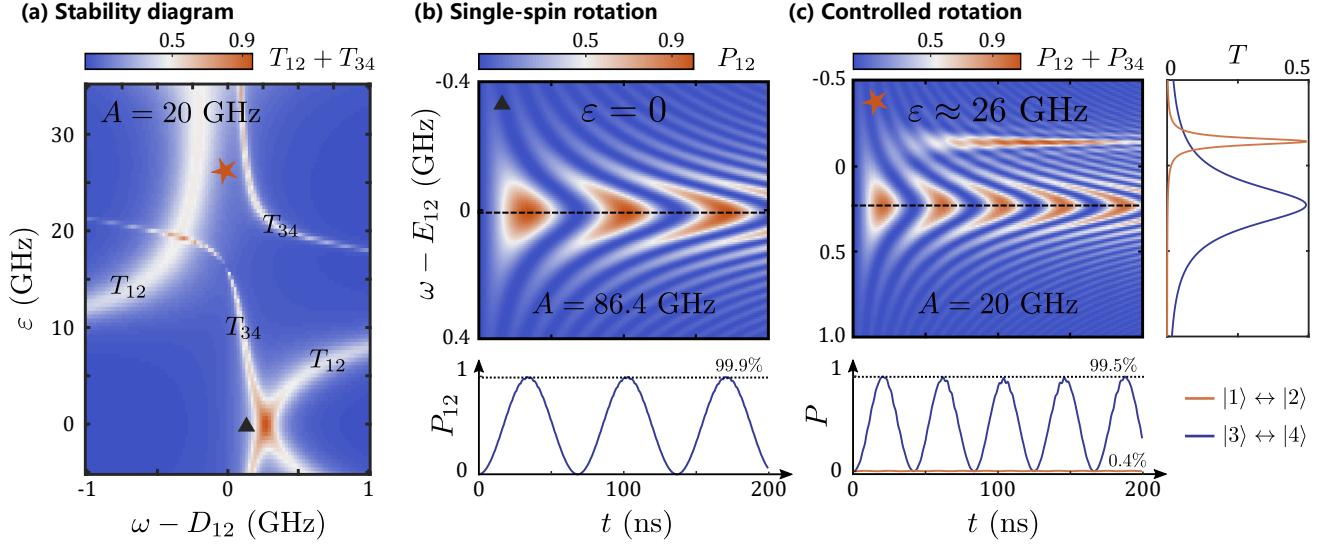 (a) Stability diagram
0.5 0.9 T₁₂ + T₃₄
A = 20 GHz
T₃₄
T₁₂
T₃₄
T₁₂
30
20
10
0
ε (GHz)
-1 0 1
ω − D₁₂ (GHz)
(b) Single-spin rotation
0.5 0.9 P₁₂
-0.4
0
0.4
ω − E₁₂ (GHz)
ε = 0
A = 86.4 GHz
99.9%
1
0
P₁₂
0 100 200
t (ns)
(c) Controlled rotation
0.5 0.9 P₁₂ + P₃₄
-0.5
0
0.5
1.0
ε ≈ 26 GHz
A = 20 GHz
T
0 0.5
99.5%
0.4%
1
0
P
0 100 200
t (ns)
|1⟩ ↔ |2⟩
|3⟩ ↔ |4⟩